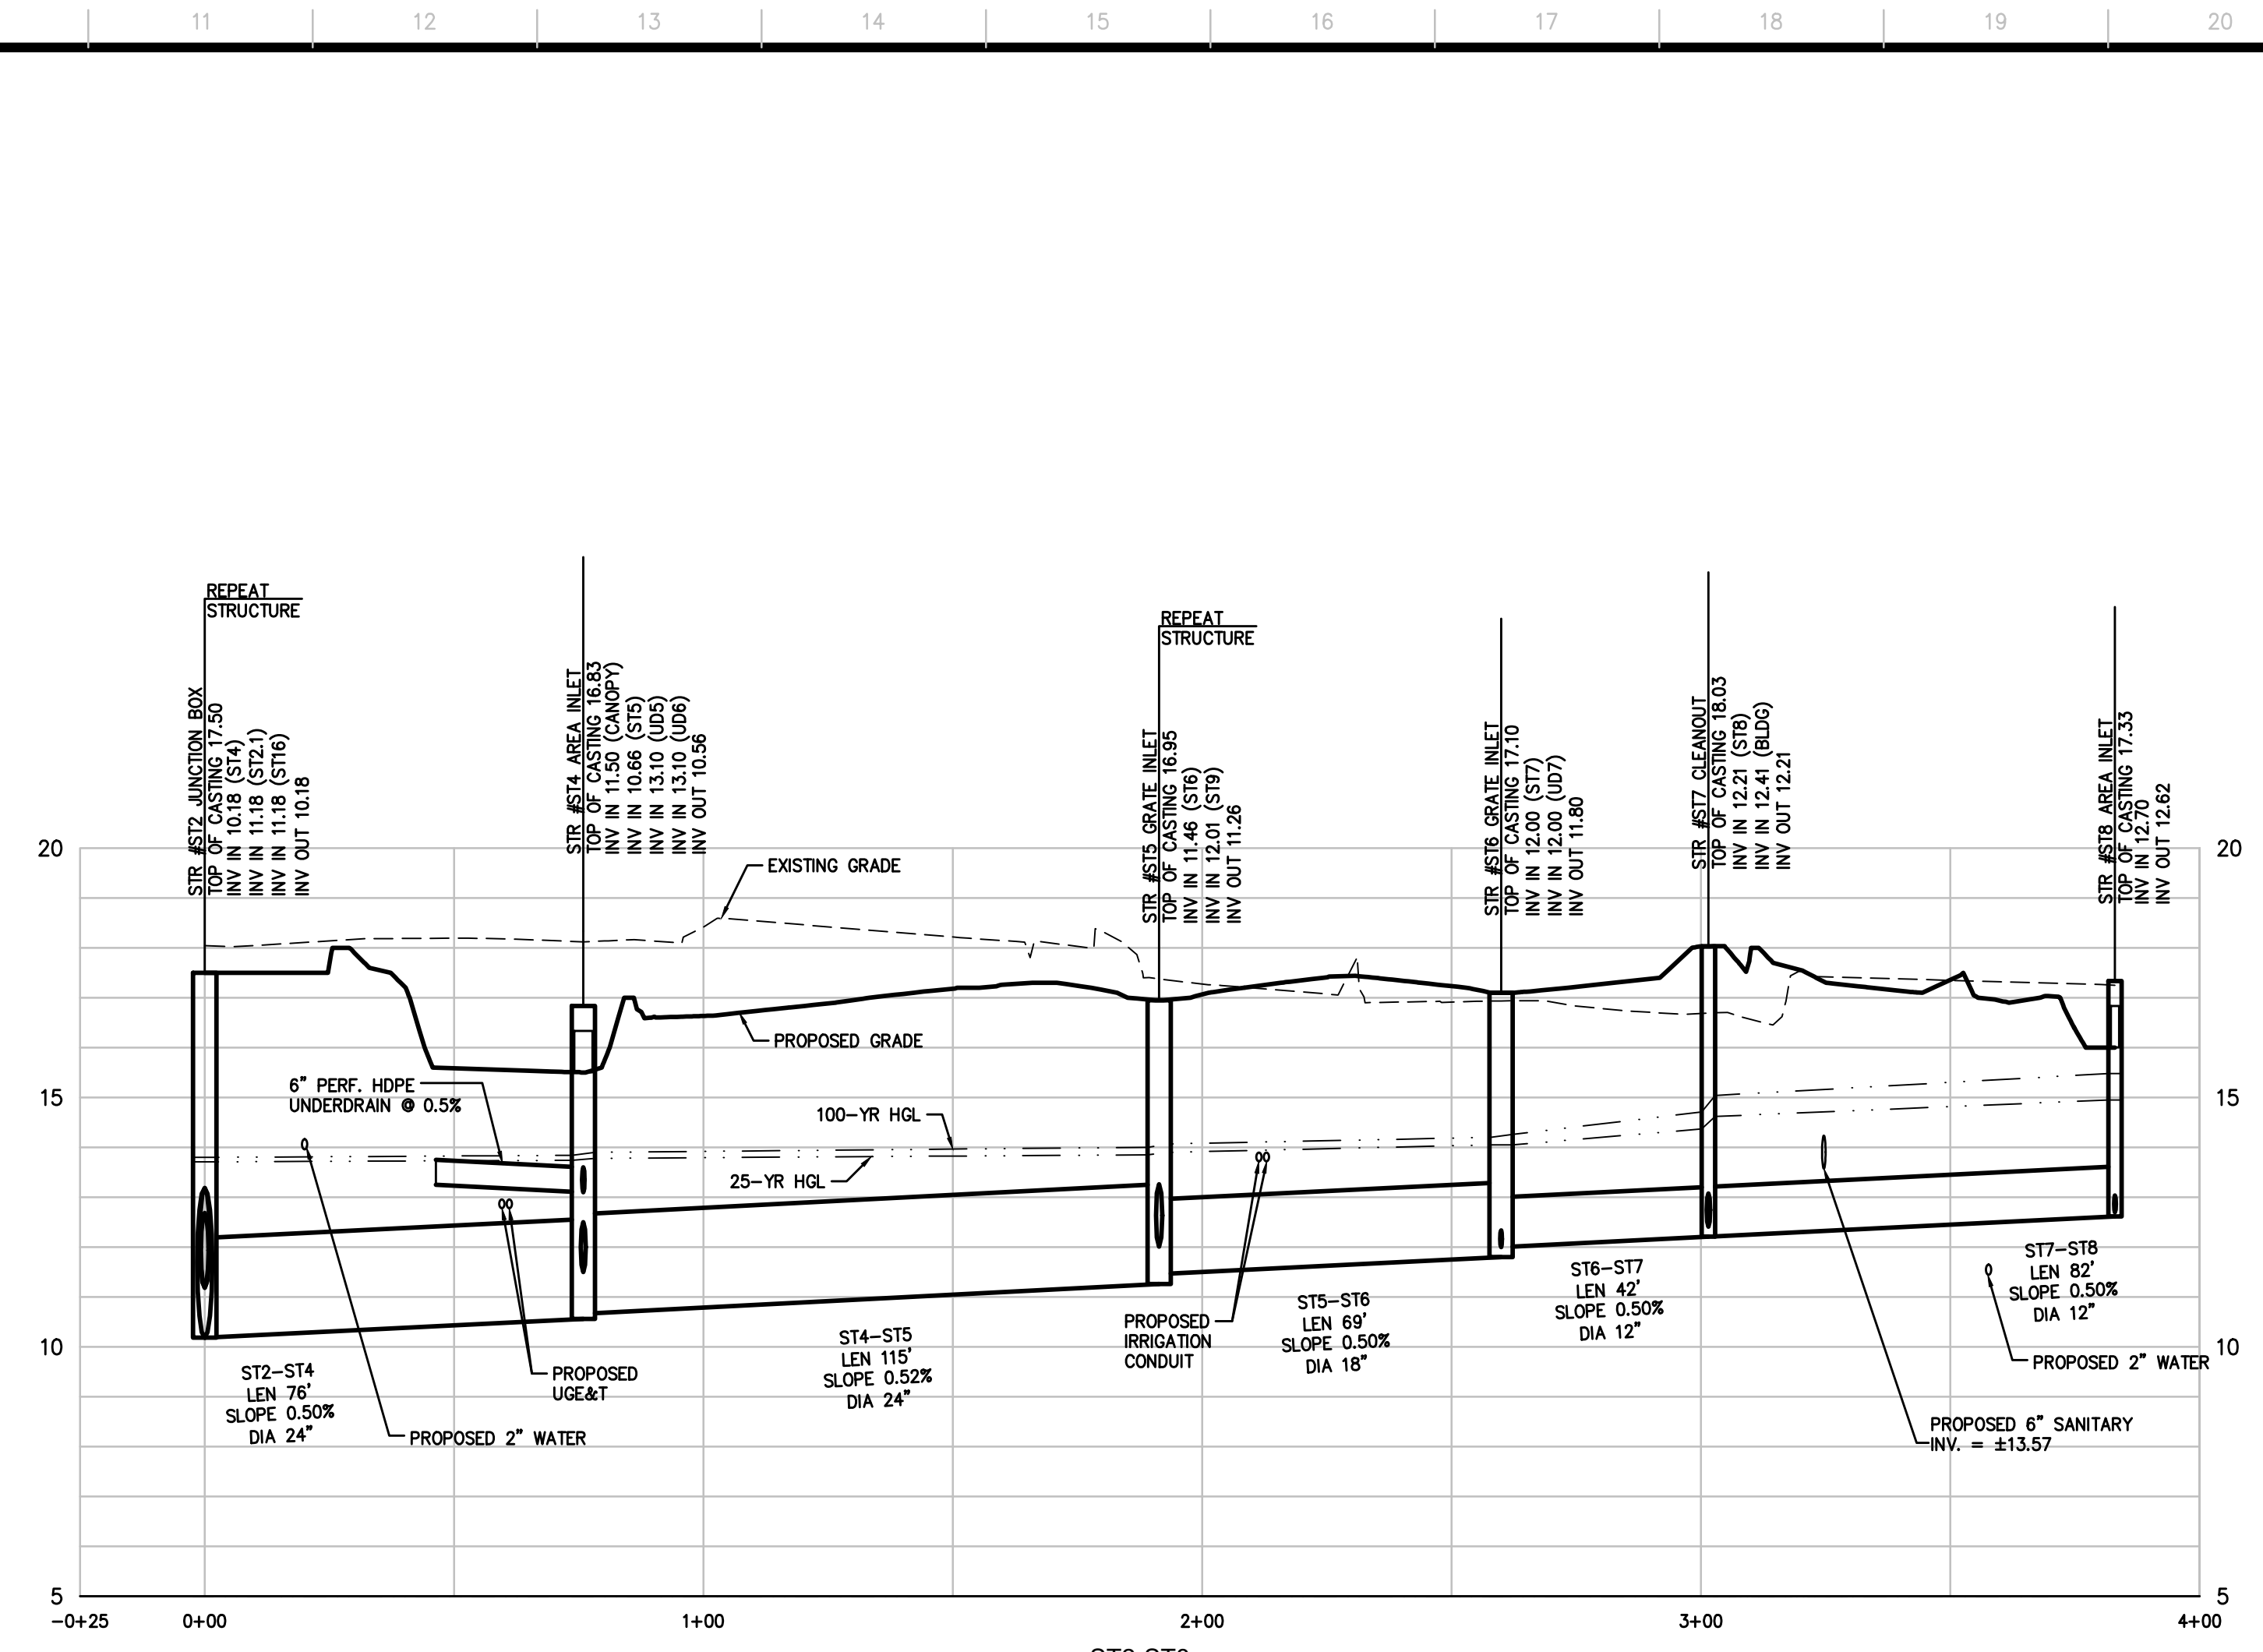 11 12 13 14 15 16 17 18 19 20
REPEAT
STRUCTURE
STR #ST2 JUNCTION BOX
TOP OF CASTING 17.50
INV IN 10.18 (ST4)
INV IN 11.18 (ST2.1)
INV IN 11.18 (ST16)
INV OUT 10.18
STR #ST4 AREA INLET
TOP OF CASTING 16.83
INV IN 11.50 (CANOPY)
INV IN 10.66 (ST5)
INV IN 13.10 (UD5)
INV IN 13.10 (UD6)
INV OUT 10.56
REPEAT
STRUCTURE
STR #ST5 GRATE INLET
TOP OF CASTING 16.95
INV IN 11.46 (ST6)
INV IN 12.01 (ST9)
INV OUT 11.26
STR #ST6 GRATE INLET
TOP OF CASTING 17.10
INV IN 12.00 (ST7)
INV IN 12.00 (UD7)
INV OUT 11.80
STR #ST7 CLEANOUT
TOP OF CASTING 18.03
INV IN 12.21 (ST8)
INV IN 12.41 (BLDG)
INV OUT 12.21
STR #ST8 AREA INLET
TOP OF CASTING 17.33
INV IN 12.70
INV OUT 12.62
20
20
EXISTING GRADE
PROPOSED GRADE
6" PERF. HDPE
UNDERDRAIN @ 0.5%
15
15
100-YR HGL
25-YR HGL
ST7-ST8
LEN 82'
SLOPE 0.50%
DIA 12"
ST6-ST7
LEN 42'
SLOPE 0.50%
DIA 12"
ST5-ST6
LEN 69'
SLOPE 0.50%
DIA 18"
PROPOSED
IRRIGATION
CONDUIT
ST4-ST5
LEN 115'
SLOPE 0.52%
DIA 24"
10
10
PROPOSED 2" WATER
ST2-ST4
LEN 76'
SLOPE 0.50%
DIA 24"
PROPOSED
UGE&T
PROPOSED 2" WATER
PROPOSED 6" SANITARY
INV. = ±13.57
5
5
-0+25 0+00 1+00 2+00 3+00 4+00